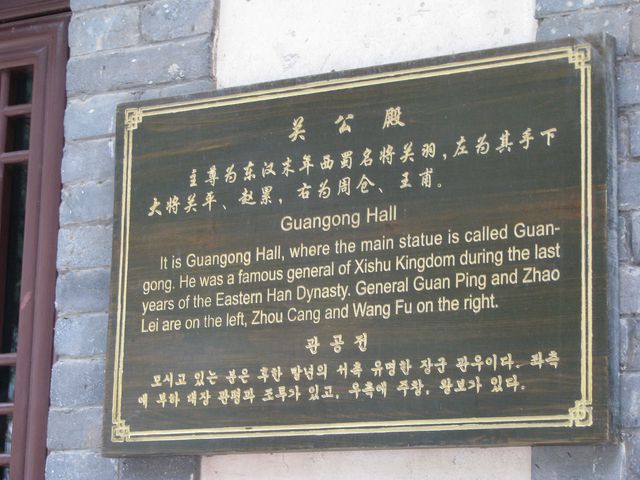 关公殿
主尊为东汉末年西蜀名将关羽，左为其手下
大将关平、赵累，右为周仓、王甫。
Guangong Hall
It is Guangong Hall, where the main statue is called Guan-
gong. He was a famous general of Xishu Kingdom during the last
years of the Eastern Han Dynasty. General Guan Ping and Zhao
Lei are on the left, Zhou Cang and Wang Fu on the right.
관공전
모시고 있는 분은 후한 말년의 서촉 유명한 장군 관우이다. 좌측
에 부하 대장 관평과 조루가 있고, 우측에 주창, 왕보가 있다.